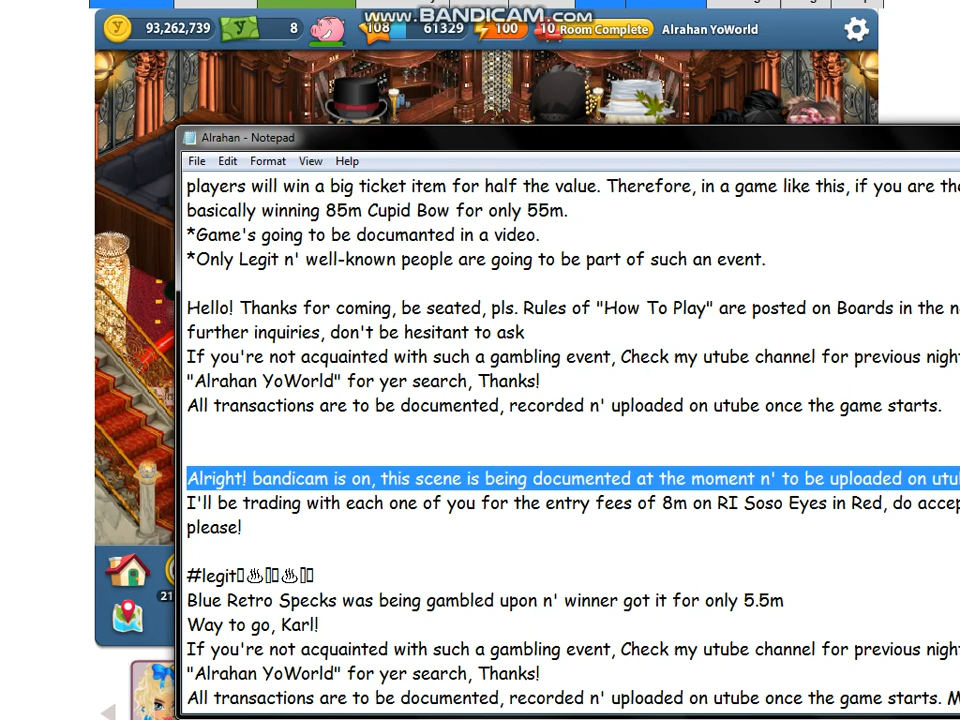 www.BANDICAM.com
93,262,739 8 108 61329 100 10 Room Complete Alrahan YoWorld
Alrahan - Notepad
File Edit Format View Help
players will win a big ticket item for half the value. Therefore, in a game like this, if you are the
basically winning 85m Cupid Bow for only 55m.
*Game's going to be documanted in a video.
*Only Legit n' well-known people are going to be part of such an event.
Hello! Thanks for coming, be seated, pls. Rules of "How To Play" are posted on Boards in the
further inquiries, don't be hesitant to ask
If you're not acquainted with such a gambling event, Check my utube channel for previous
"Alrahan YoWorld" for yer search, Thanks!
All transactions are to be documented, recorded n' uploaded on utube once the game starts.
Alright! bandicam is on, this scene is being documented at the moment n' to be uploaded on
I'll be trading with each one of you for the entry fees of 8m on RI Soso Eyes in Red, do
please!
#legit▯♨▯▯♨▯▯
Blue Retro Specks was being gambled upon n' winner got it for only 5.5m
Way to go, Karl!
If you're not acquainted with such a gambling event, Check my utube channel for previous
"Alrahan YoWorld" for yer search, Thanks!
All transactions are to be documented, recorded n' uploaded on utube once the game starts.
21